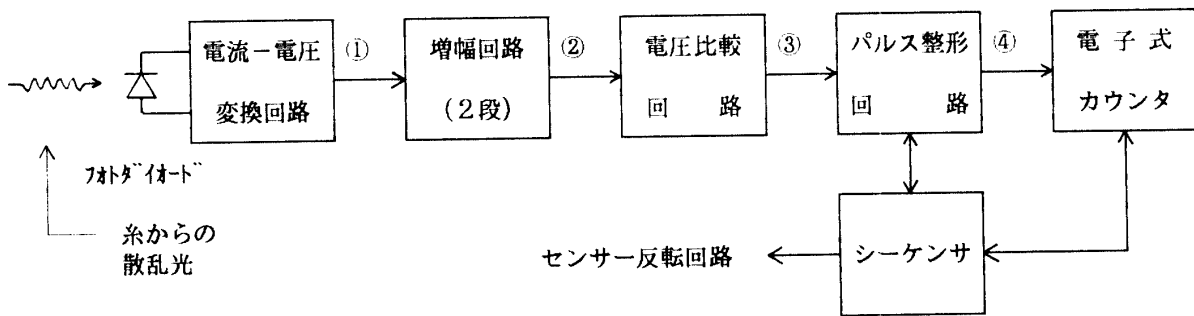 電流－電圧
変換回路
①
増幅回路
(2段)
②
電圧比較
回　　路
③
パルス整形
回　　路
④
電 子 式
カウンタ
フォトダイオード
糸からの
散乱光
センサー反転回路
シーケンサ